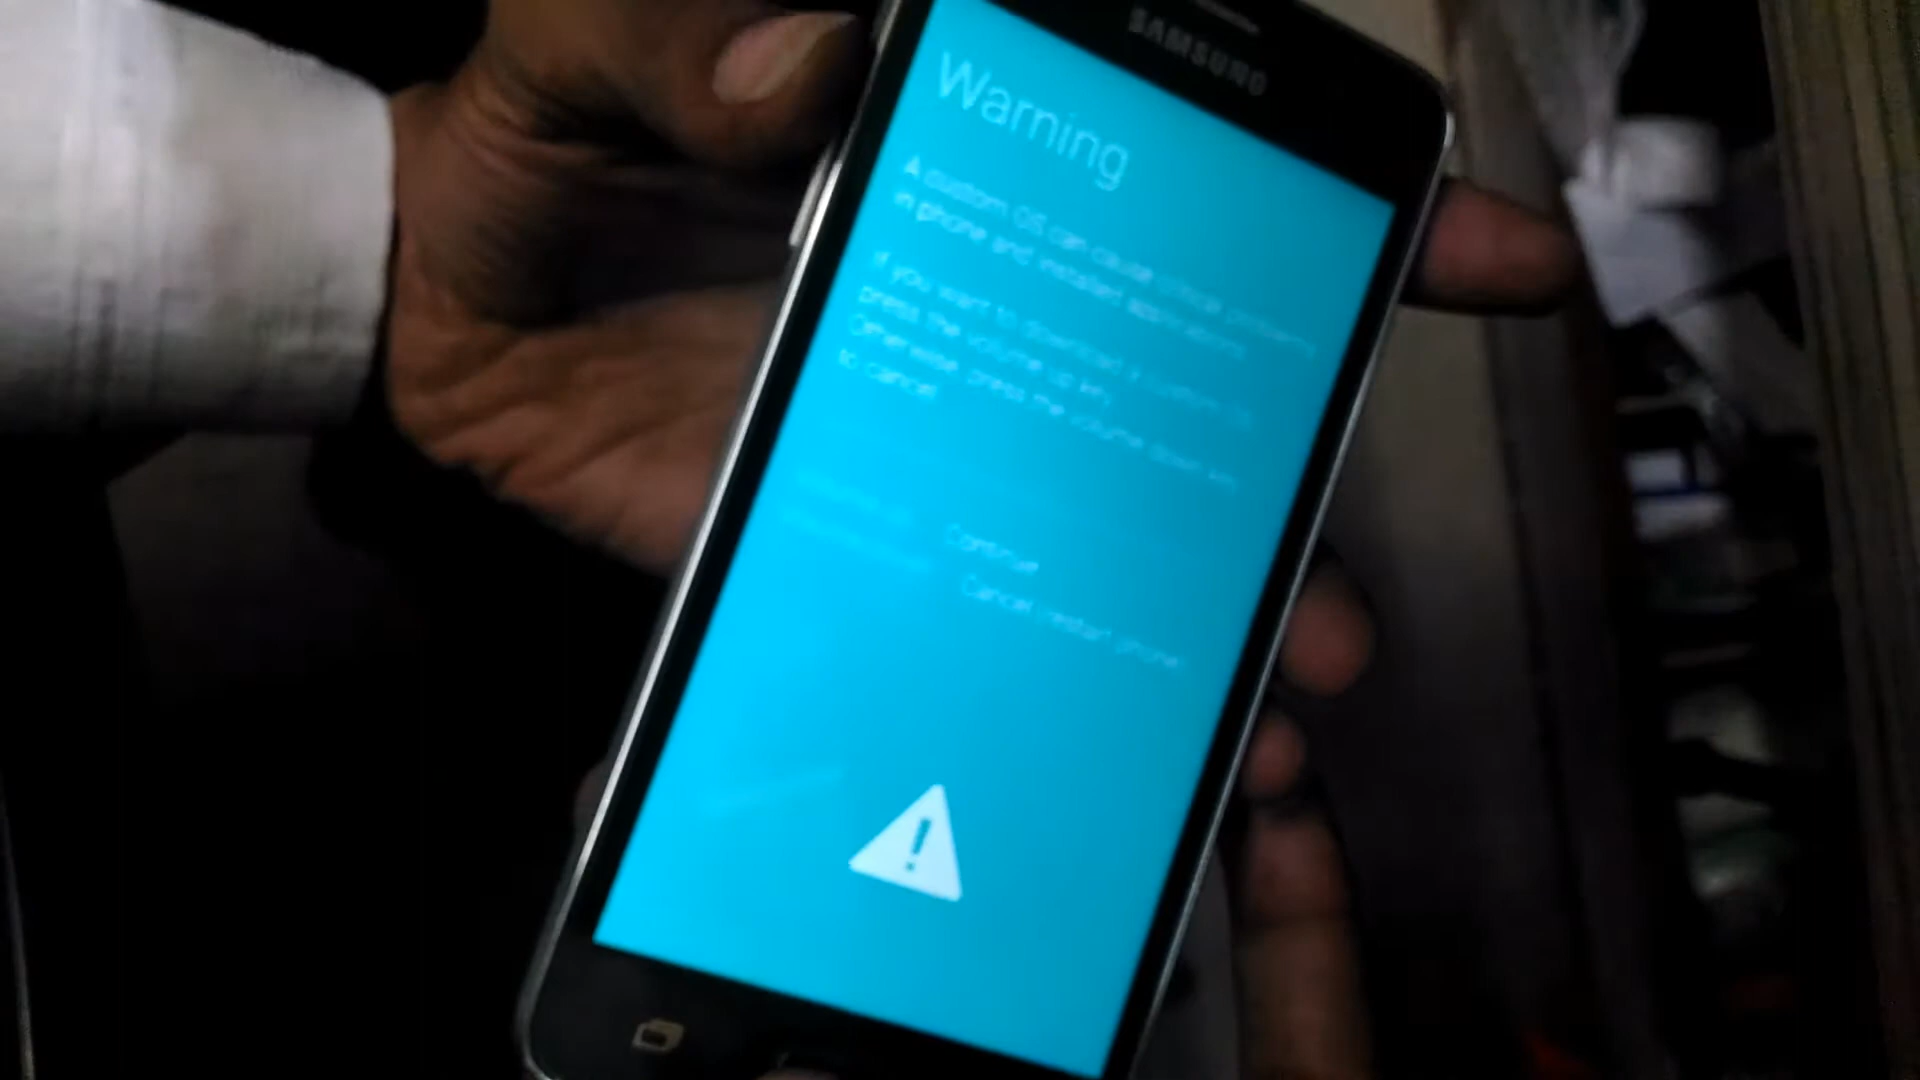 SAMSUNG
Warning
A custom OS can cause critical problems
in phone and installed applications.
If you want to download a custom OS,
press the volume up key.
Otherwise, press the volume down key
to cancel.
Continue
Cancel (restart phone)